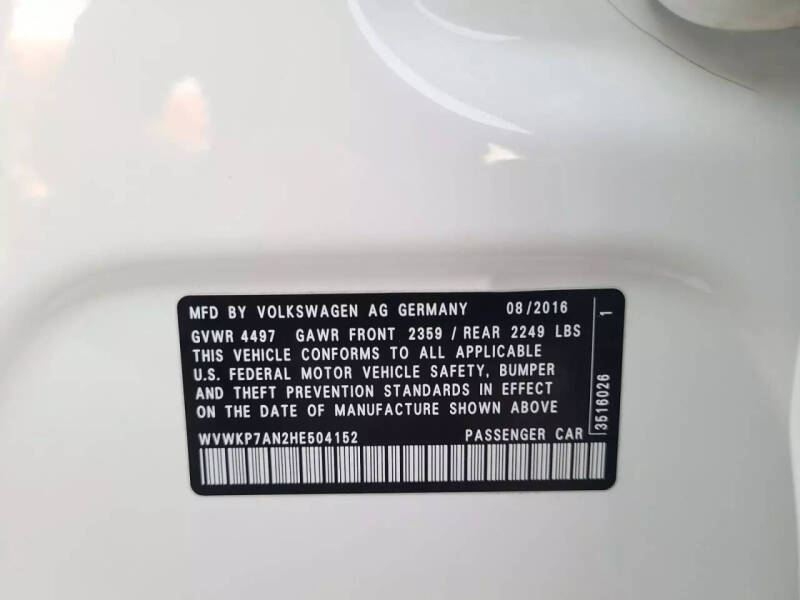 MFD BY VOLKSWAGEN AG GERMANY 08/2016
GVWR 4497 GAWR FRONT 2359 / REAR 2249 LBS
THIS VEHICLE CONFORMS TO ALL APPLICABLE
U.S. FEDERAL MOTOR VEHICLE SAFETY, BUMPER
AND THEFT PREVENTION STANDARDS IN EFFECT
ON THE DATE OF MANUFACTURE SHOWN ABOVE
WVWKP7AN2HE504152 PASSENGER CAR
3516026 1